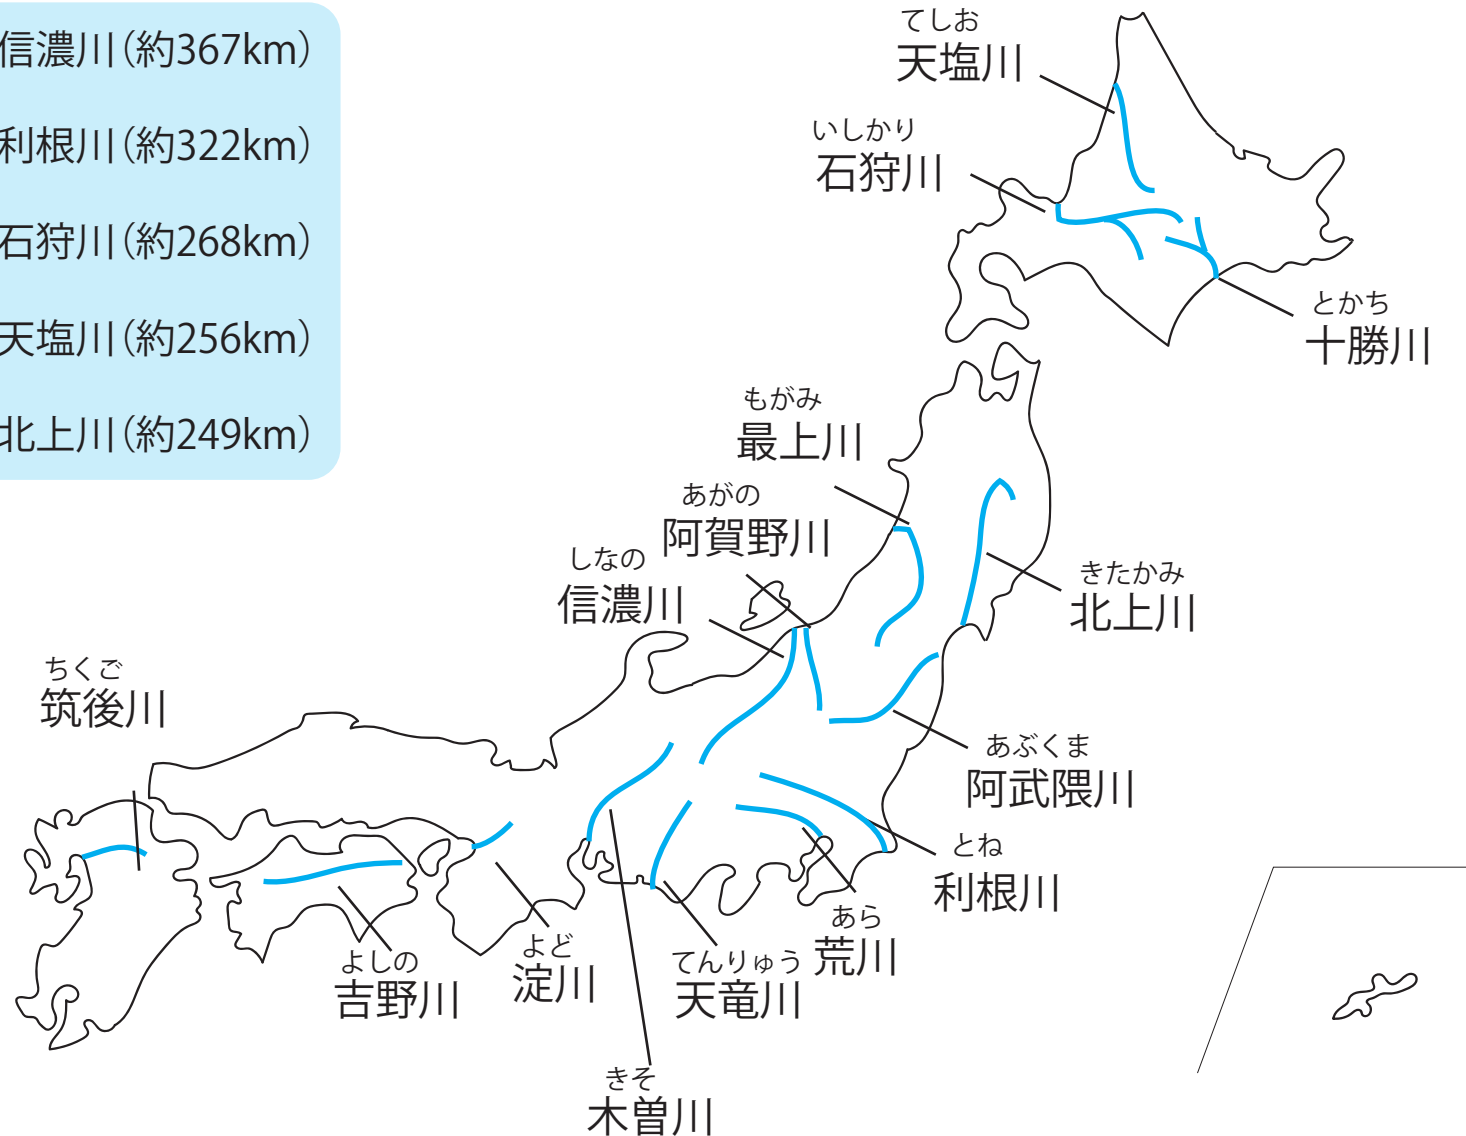 信濃川（約367km）
利根川（約322km）
石狩川（約268km）
天塩川（約256km）
北上川（約249km）
てしお
天塩川
いしかり
石狩川
とかち
十勝川
もがみ
最上川
あがの
阿賀野川
しなの
信濃川
きたかみ
北上川
ちくご
筑後川
あぶくま
阿武隈川
とね
利根川
あら
荒川
よしの
吉野川
よど
淀川
てんりゅう
天竜川
きそ
木曽川